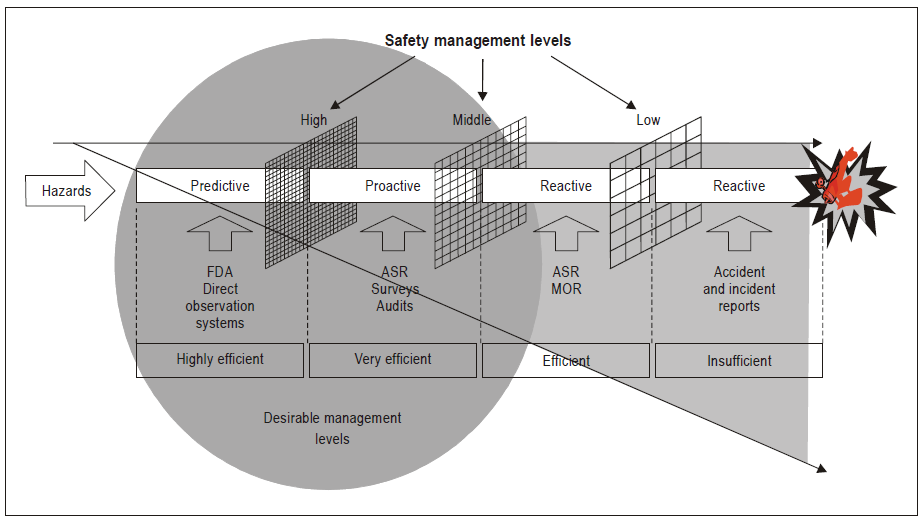 Safety management levels
High
Middle
Low
Hazards
Predictive
Proactive
Reactive
Reactive
FDA
Direct
observation
systems
ASR
Surveys
Audits
ASR
MOR
Accident
and incident
reports
Highly efficient
Very efficient
Efficient
Insufficient
Desirable management
levels